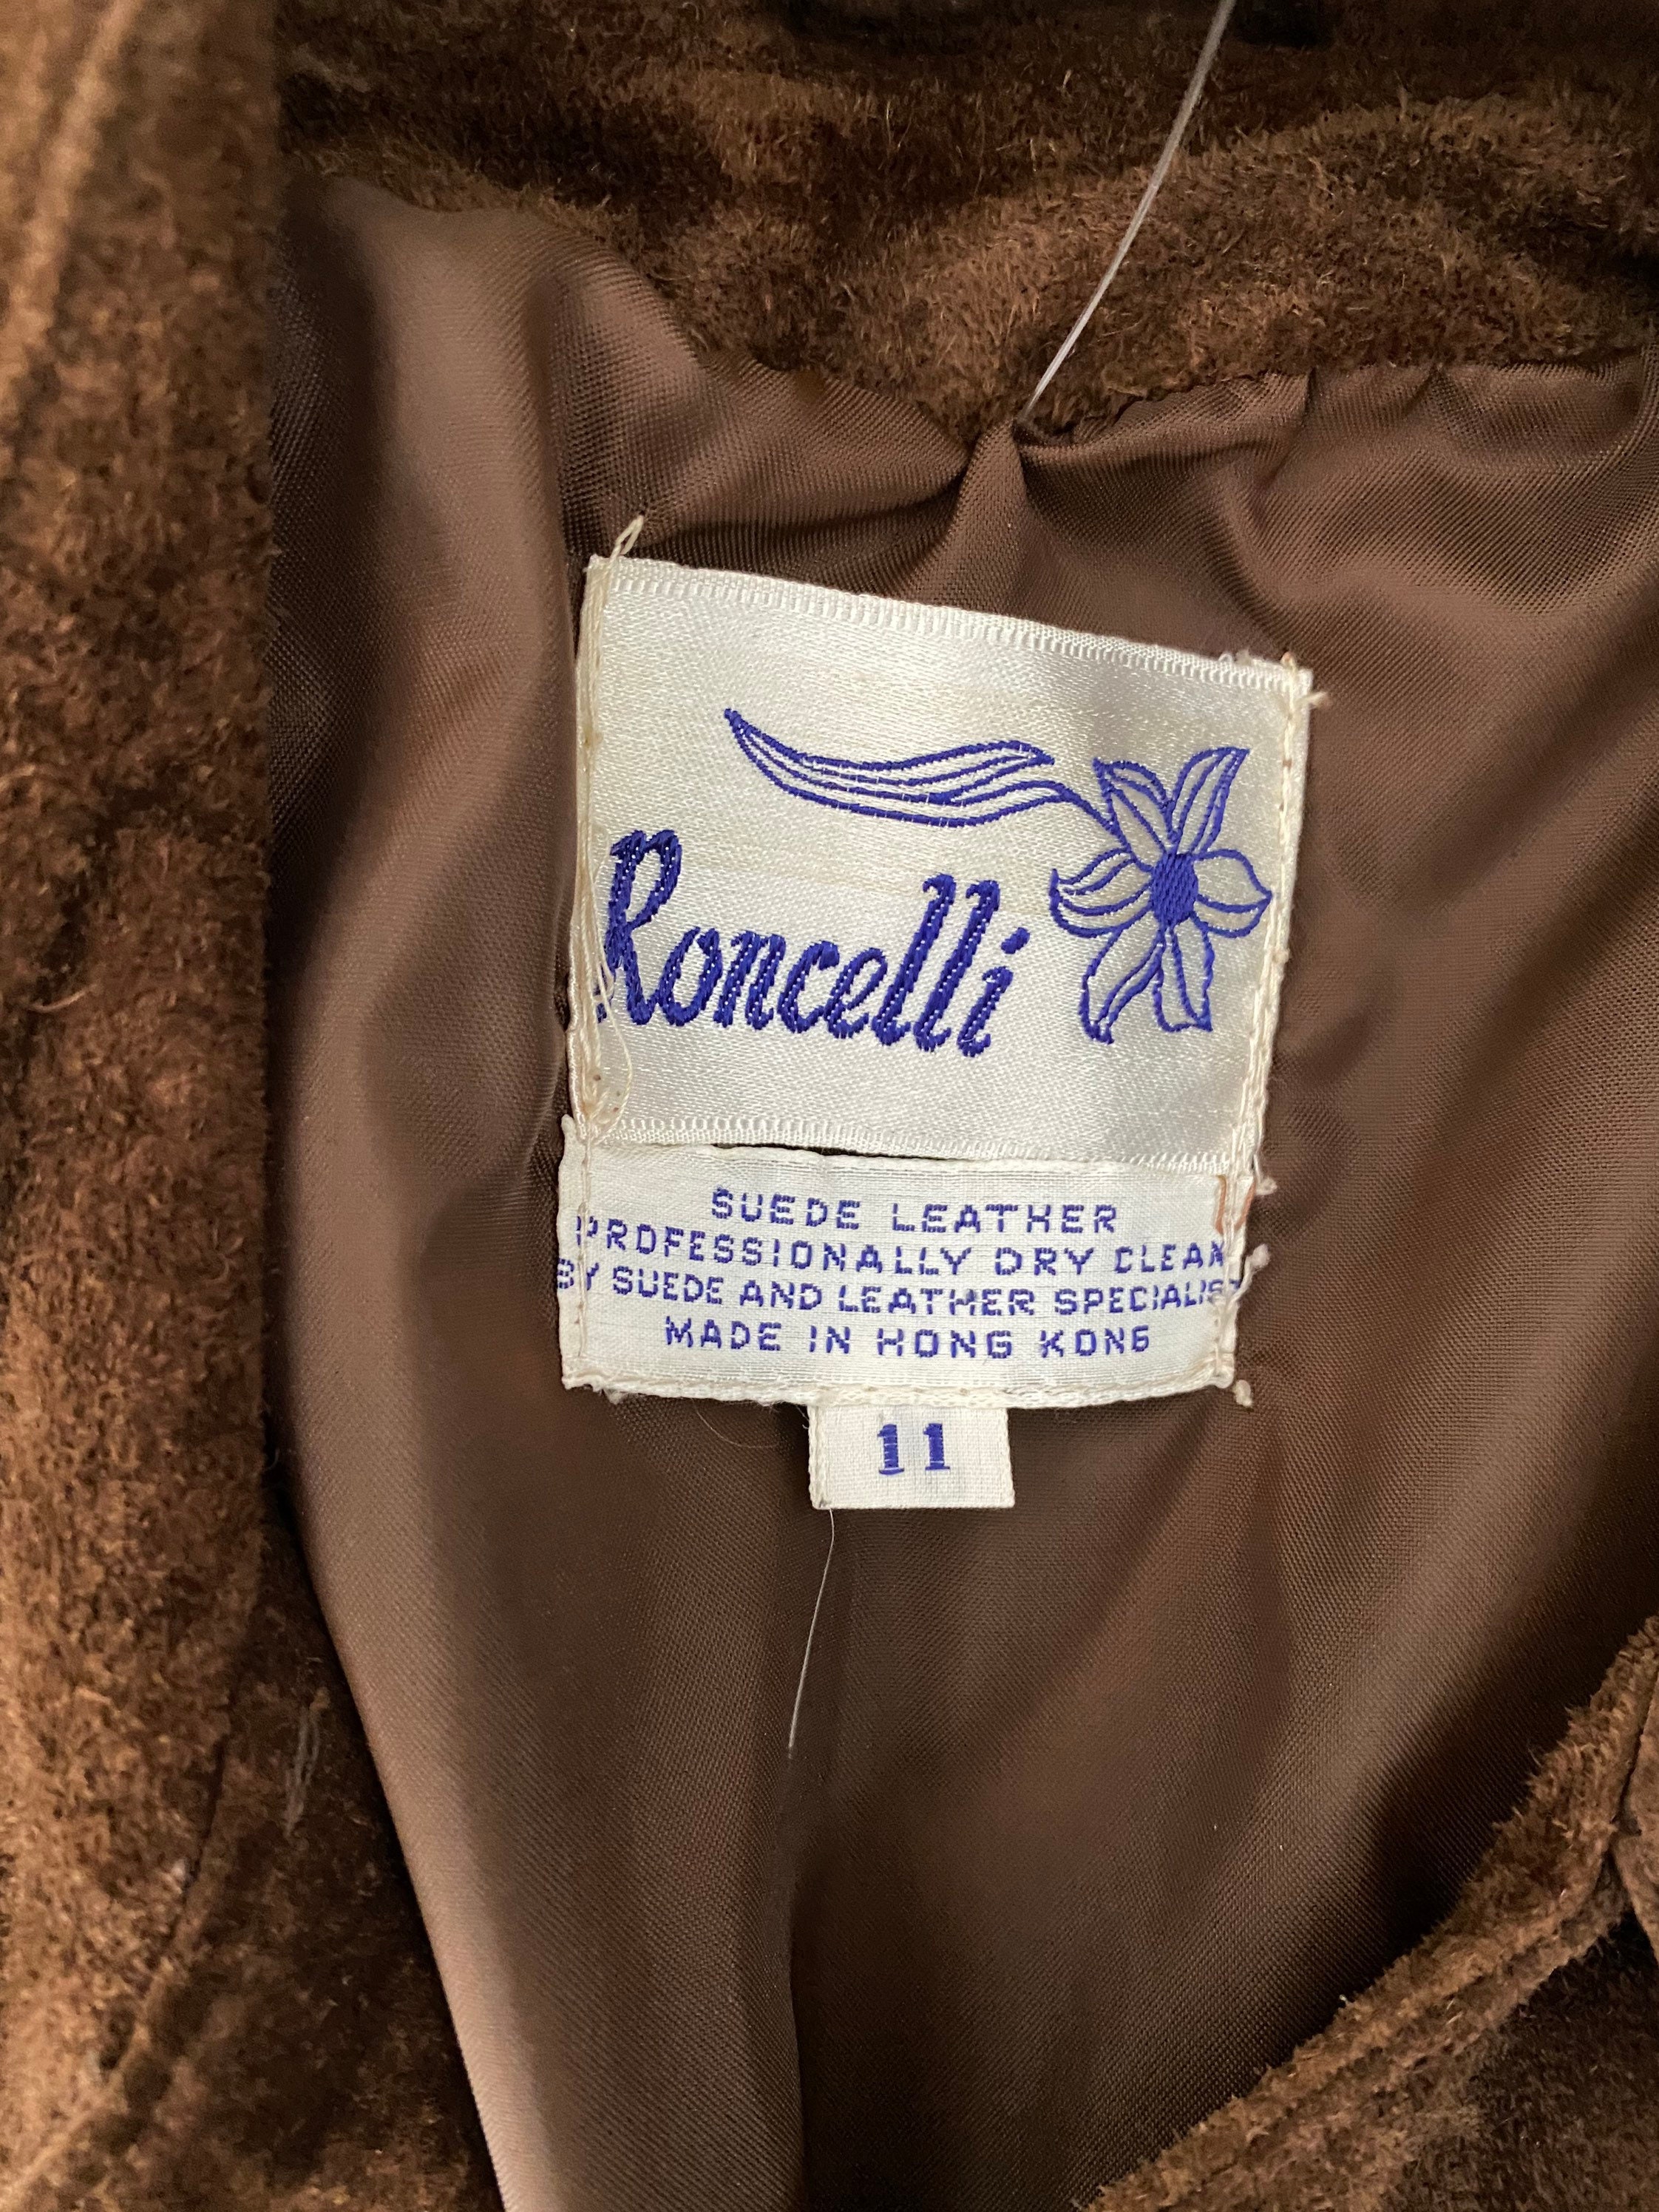 Roncelli
SUEDE LEATHER
PROFESSIONALLY DRY CLEAN
BY SUEDE AND LEATHER SPECIALIST
MADE IN HONG KONG
11